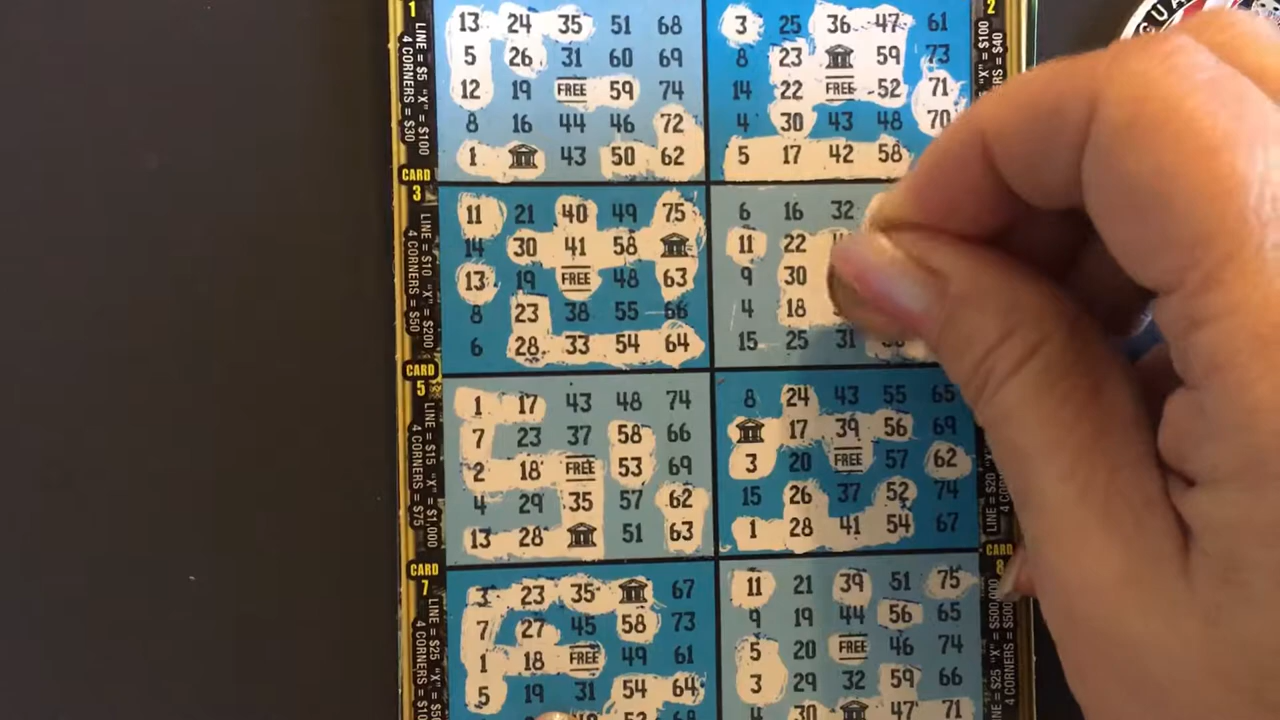 1
LINE = $5 "X" = $100
4 CORNERS = $30
13 24 35 51 68
5 26 31 60 69
12 19 FREE 59 74
8 16 44 46 72
1 43 50 62
2
"X" = $100
= $40
3 25 36 47 61
8 23 59 73
14 22 FREE 52 71
4 30 43 48 70
5 17 42 58
CARD
3
LINE = $10 "X" = $200
4 CORNERS = $50
11 21 40 49 75
14 30 41 58
13 19 FREE 48 63
8 23 38 55 66
6 28 33 54 64
6 16 32
11 22
9 30
4 18
15 25 31
CARD
5
LINE = $15 "X" = $1,000
4 CORNERS = $75
1 17 43 48 74
7 23 37 58 66
2 18 FREE 53 69
4 29 35 57 62
13 28 51 63
LINE = $20 "X"
8 24 43 55 65
17 39 56 69
3 20 FREE 57 62
15 26 37 52 74
1 28 41 54 67
CARD
7
LINE = $25 "X"
4 CORNERS
3 23 35 67
7 27 45 58 73
1 18 FREE 49 61
5 19 31 54 64
CARD
8
LINE = $25 "X" = $500,000
4 CORNERS = $500
11 21 39 51 75
9 19 44 56 65
5 20 FREE 46 74
3 29 32 59 66
4 30 47 71